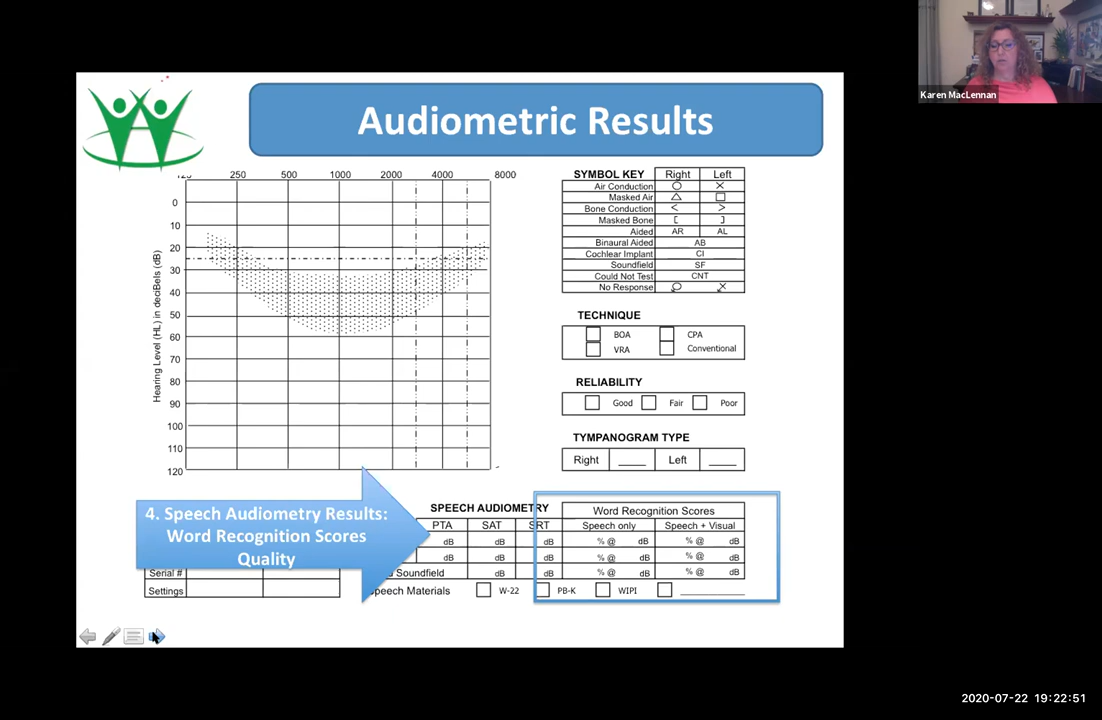 Karen MacLennan
Audiometric Results
250 500 1000 2000 4000 8000
0
10
20
30
40
50
60
70
80
90
100
110
120
Hearing Level (HL) in deciBels (dB)
SYMBOL KEY Right Left
Air Conduction
Masked Air
Bone Conduction < >
Masked Bone [ ]
Aided AR AL
Binaural Aided AB
Cochlear Implant CI
Soundfield SF
Could Not Test CNT
No Response
TECHNIQUE
BOA CPA
VRA Conventional
RELIABILITY
Good Fair Poor
TYMPANOGRAM TYPE
Right Left
4. Speech Audiometry Results:
Word Recognition Scores
Quality
SPEECH AUDIOMETRY Word Recognition Scores
PTA SAT SRT Speech only Speech + Visual
dB dB dB % @ dB % @ dB
dB dB dB % @ dB % @ dB
Serial # Soundfield dB dB % @ dB % @ dB
Settings Speech Materials W-22 PB-K WIPI
2020-07-22 19:22:51